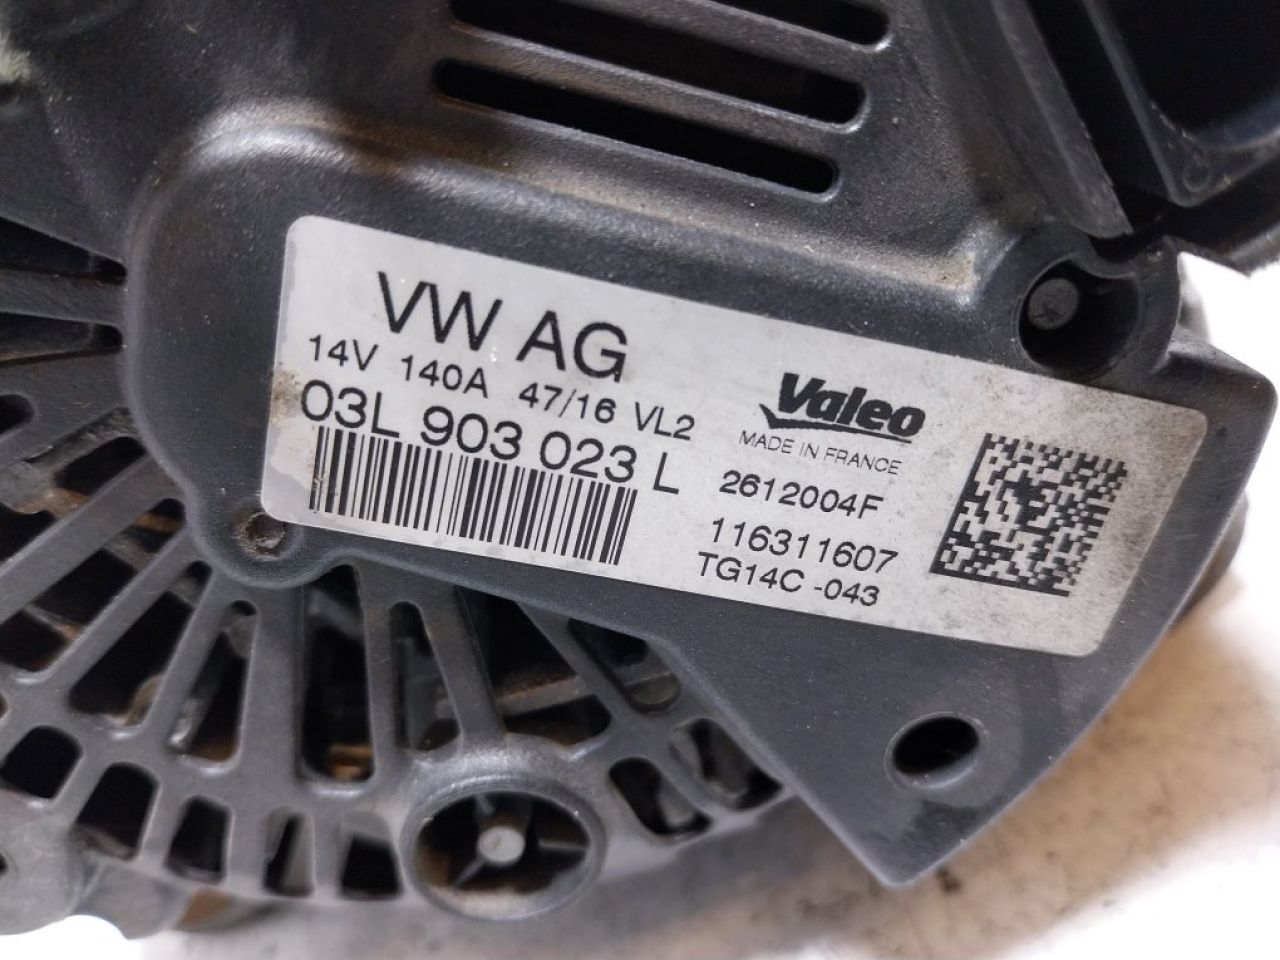 VW AG
14V 140A 47/16 VL2
03L 903 023 L
Valeo
MADE IN FRANCE
2612004F
116311607
TG14C -043